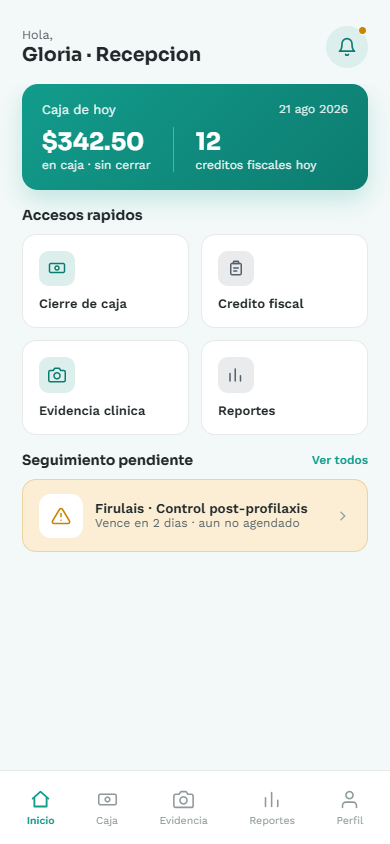 Hola,
Gloria · Recepcion
Caja de hoy
21 ago 2026
$342.50
12
en caja · sin cerrar
creditos fiscales hoy
Accesos rapidos
Cierre de caja
Credito fiscal
Evidencia clinica
Reportes
Seguimiento pendiente
Ver todos
Firulais · Control post-profilaxis
Vence en 2 dias · aun no agendado
Inicio
Caja
Evidencia
Reportes
Perfil